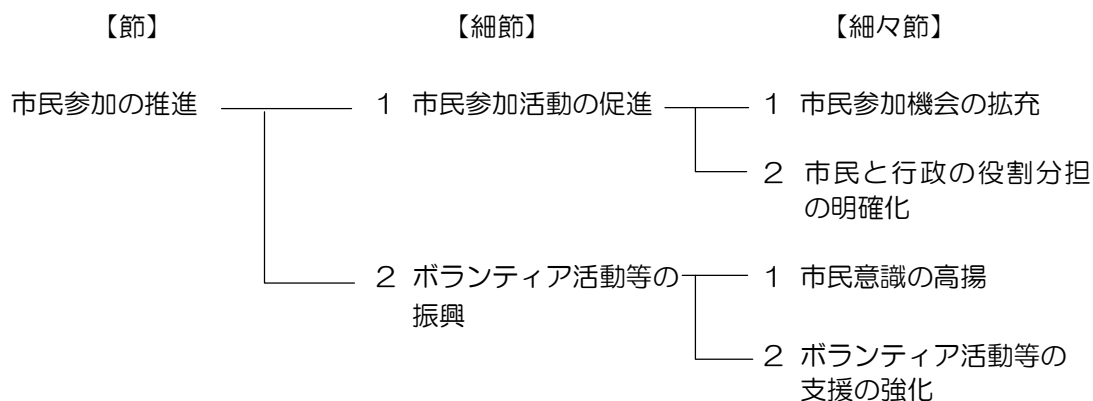 【節】 【細節】 【細々節】
市民参加の推進 1 市民参加活動の促進 1 市民参加機会の拡充
2 市民と行政の役割分担
の明確化
2 ボランティア活動等の 1 市民意識の高揚
振興
2 ボランティア活動等の
支援の強化